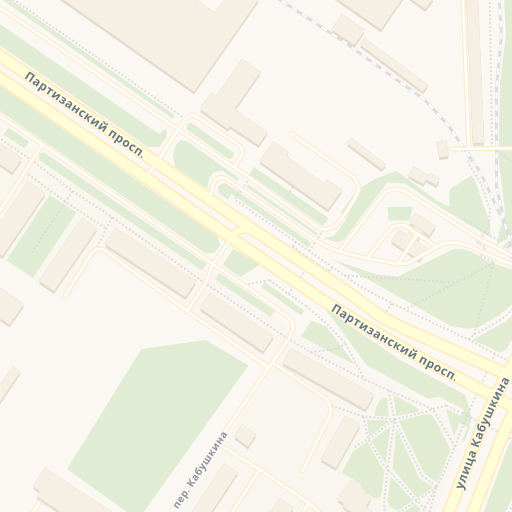 Партизанский просп.
Партизанский просп.
улица Кабушкина
пер. Кабушкина